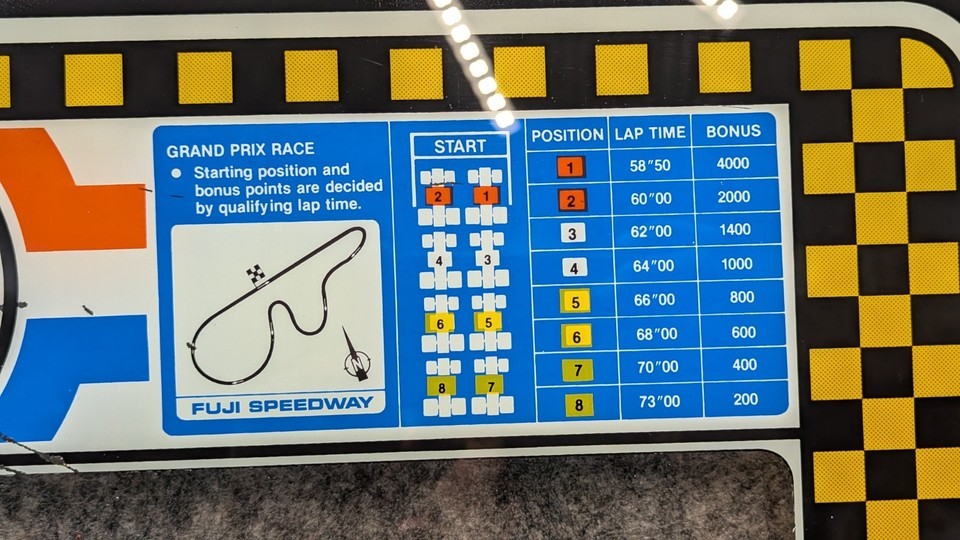 GRAND PRIX RACE
● Starting position and
bonus points are decided
by qualifying lap time.
N
FUJI SPEEDWAY
START
2 1
4 3
6 5
8 7
POSITION LAP TIME BONUS
1 58"50 4000
2 60"00 2000
3 62"00 1400
4 64"00 1000
5 66"00 800
6 68"00 600
7 70"00 400
8 73"00 200